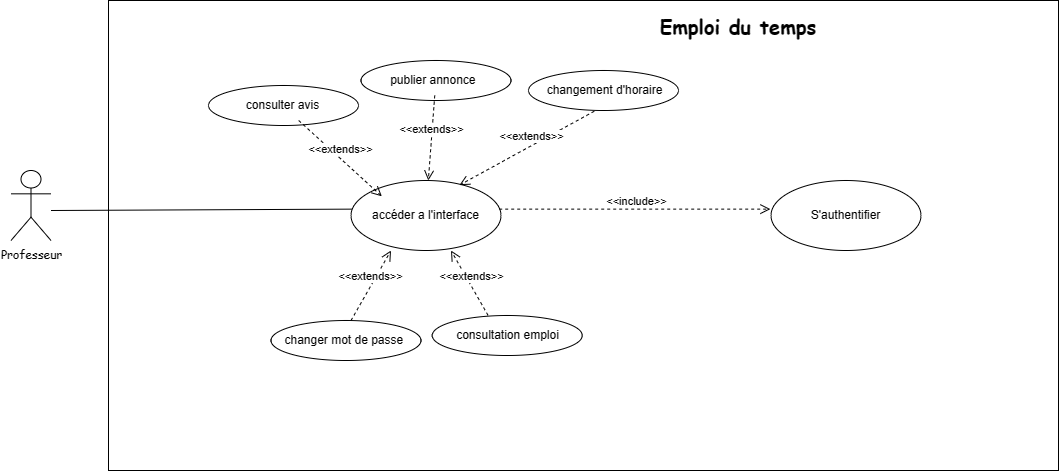 Emploi du temps
publier annonce
changement d'horaire
consulter avis
<<extends>>
<<extends>>
<<extends>>
accéder a l'interface
<<include>>
S'authentifier
Professeur
<<extends>>
<<extends>>
changer mot de passe
consultation emploi